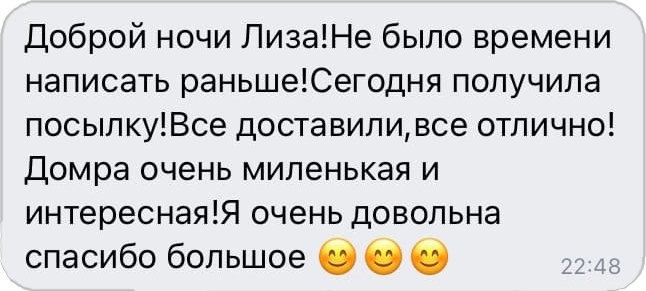 Доброй ночи Лиза!Не было времени
написать раньше!Сегодня получила
посылку!Все доставили,все отлично!
Домра очень миленькая и
интересная!Я очень довольна
спасибо большое 😊😊😊
22:48